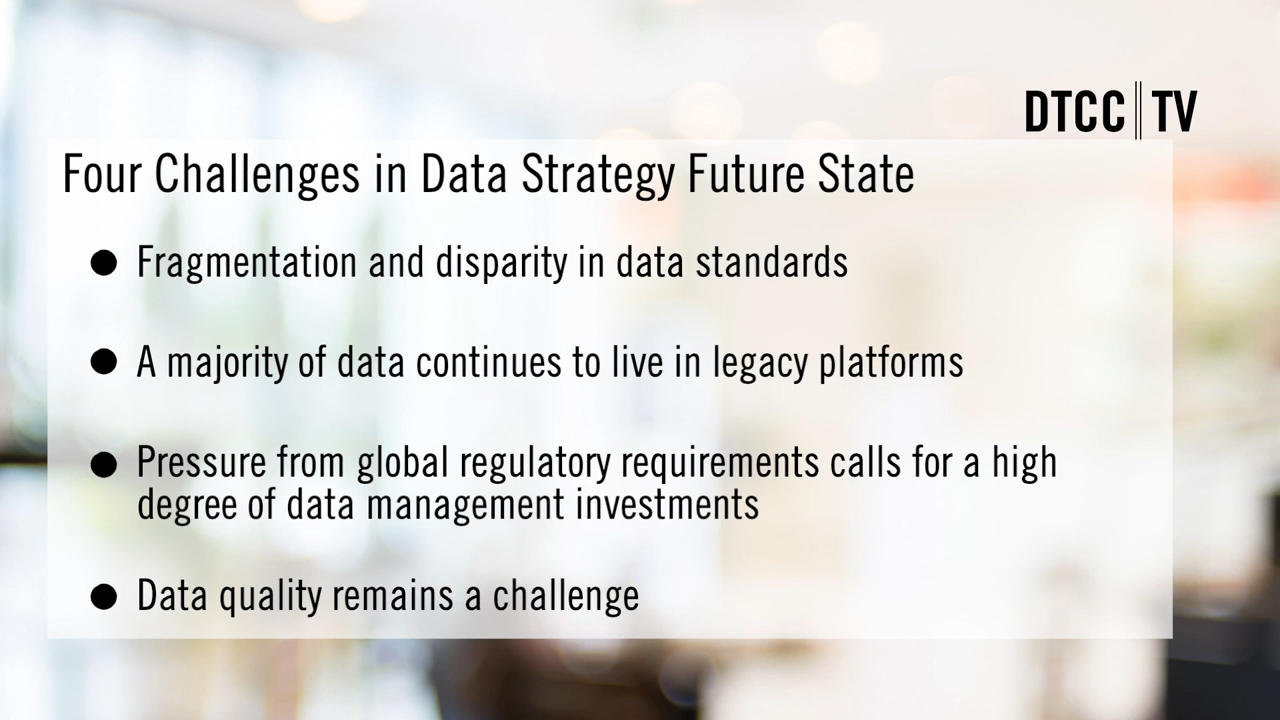 DTCC TV
Four Challenges in Data Strategy Future State
● Fragmentation and disparity in data standards
● A majority of data continues to live in legacy platforms
● Pressure from global regulatory requirements calls for a high
degree of data management investments
● Data quality remains a challenge